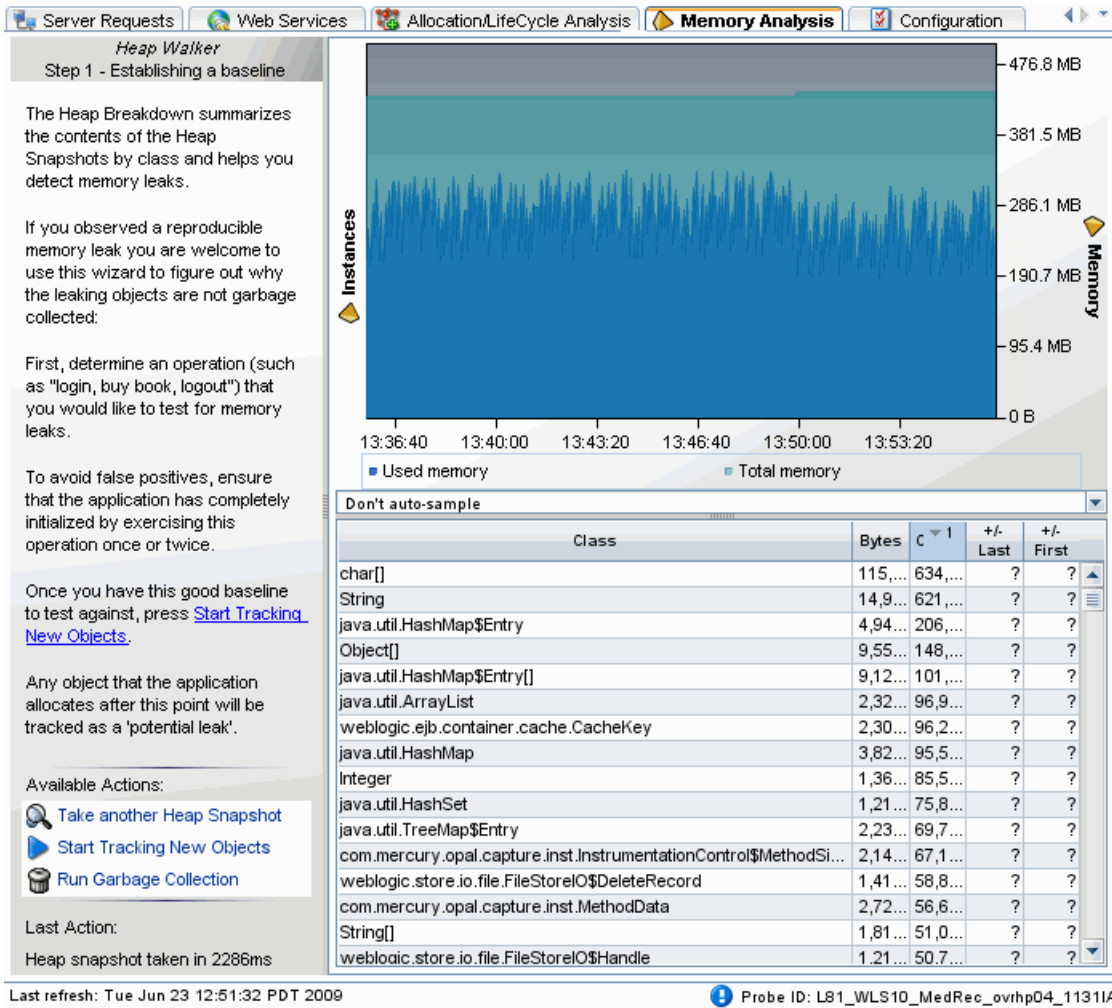 Server Requests Web Services Allocation/LifeCycle Analysis Memory Analysis Configuration
Heap Walker
Step 1 - Establishing a baseline
The Heap Breakdown summarizes
the contents of the Heap
Snapshots by class and helps you
detect memory leaks.
If you observed a reproducible
memory leak you are welcome to
use this wizard to figure out why
the leaking objects are not garbage
collected:
First, determine an operation (such
as "login, buy book, logout") that
you would like to test for memory
leaks.
To avoid false positives, ensure
that the application has completely
initialized by exercising this
operation once or twice.
Once you have this good baseline
to test against, press Start Tracking
New Objects.
Any object that the application
allocates after this point will be
tracked as a 'potential leak'.
Available Actions:
Take another Heap Snapshot
Start Tracking New Objects
Run Garbage Collection
Last Action:
Heap snapshot taken in 2286ms
Instances
476.8 MB
381.5 MB
286.1 MB
190.7 MB
95.4 MB
0 B
Memory
13:36:40 13:40:00 13:43:20 13:46:40 13:50:00 13:53:20
Used memory Total memory
Don't auto-sample
Class Bytes C 1 +/- Last +/- First
char[] 115,... 634,... ? ?
String 14,9... 621,... ? ?
java.util.HashMap$Entry 4,94... 206,... ? ?
Object[] 9,55... 148,... ? ?
java.util.HashMap$Entry[] 9,12... 101,... ? ?
java.util.ArrayList 2,32... 96,9... ? ?
weblogic.ejb.container.cache.CacheKey 2,30... 96,2... ? ?
java.util.HashMap 3,82... 95,5... ? ?
Integer 1,36... 85,5... ? ?
java.util.HashSet 1,21... 75,8... ? ?
java.util.TreeMap$Entry 2,23... 69,7... ? ?
com.mercury.opal.capture.inst.InstrumentationControl$MethodSi... 2,14... 67,1... ? ?
weblogic.store.io.file.FileStoreIO$DeleteRecord 1,41... 58,8... ? ?
com.mercury.opal.capture.inst.MethodData 2,72... 56,6... ? ?
String[] 1,81... 51,0... ? ?
weblogic.store.io.file.FileStoreIO$Handle 1,21... 50,7... ? ?
Last refresh: Tue Jun 23 12:51:32 PDT 2009
Probe ID: L81_WLS10_MedRec_ovrhp04_1131IA